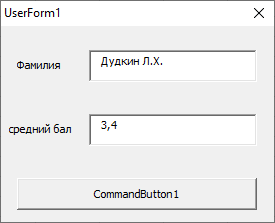 UserForm1
Фамилия Дудкин Л.Х.
средний бал 3,4
CommandButton1